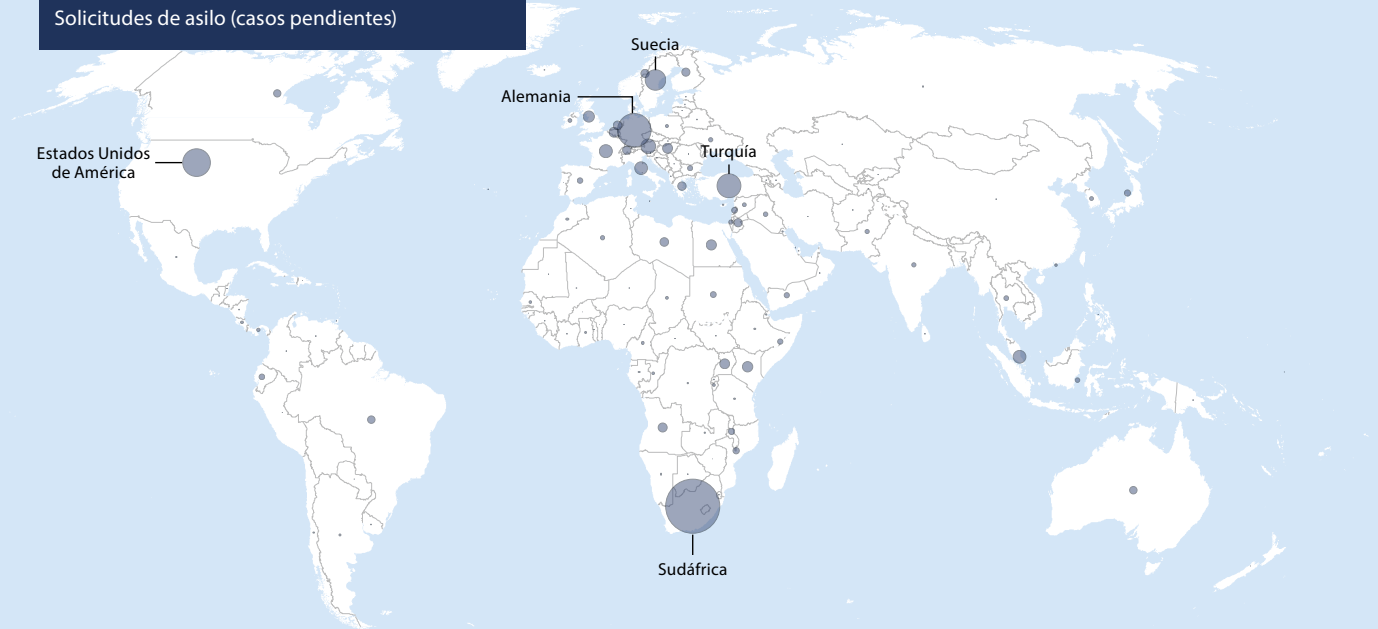 Solicitudes de asilo (casos pendientes)
Suecia
Alemania
Estados Unidos
de América
Turquía
Sudáfrica